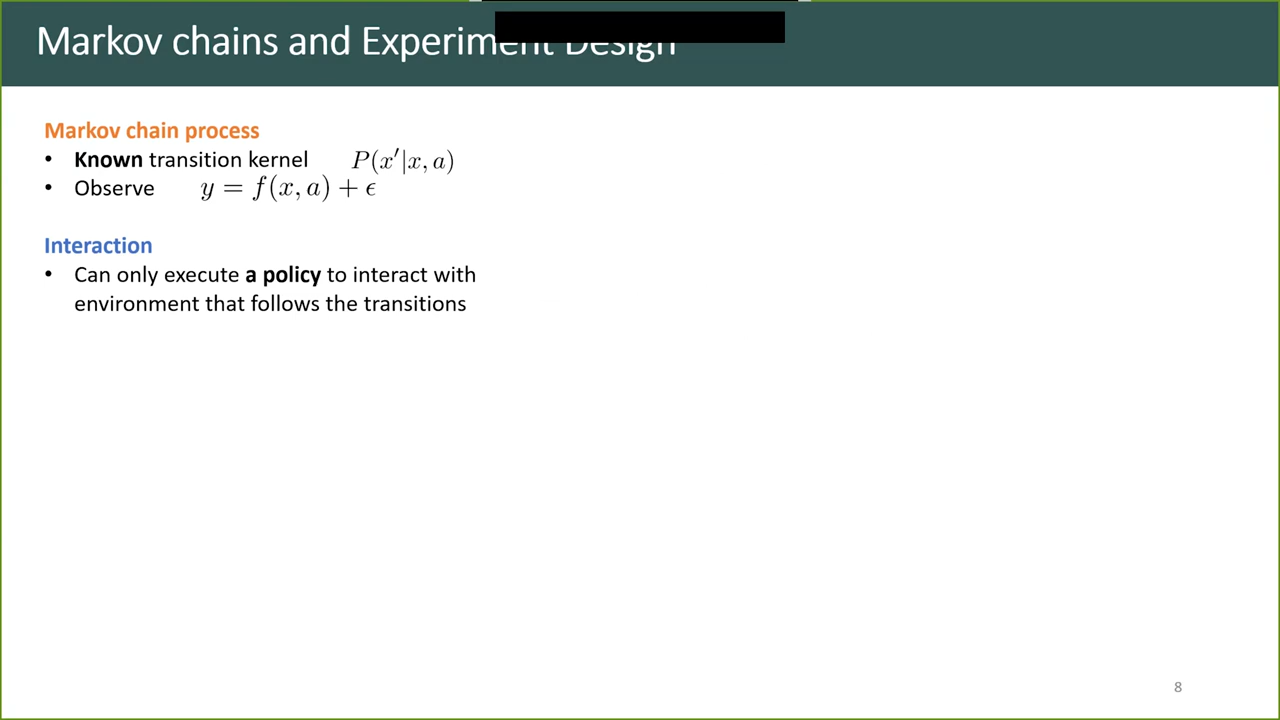 Markov chains and Experiment Design
Markov chain process
• Known transition kernel P(x′|x, a)
• Observe y = f(x, a) + ϵ
Interaction
• Can only execute a policy to interact with
environment that follows the transitions
8